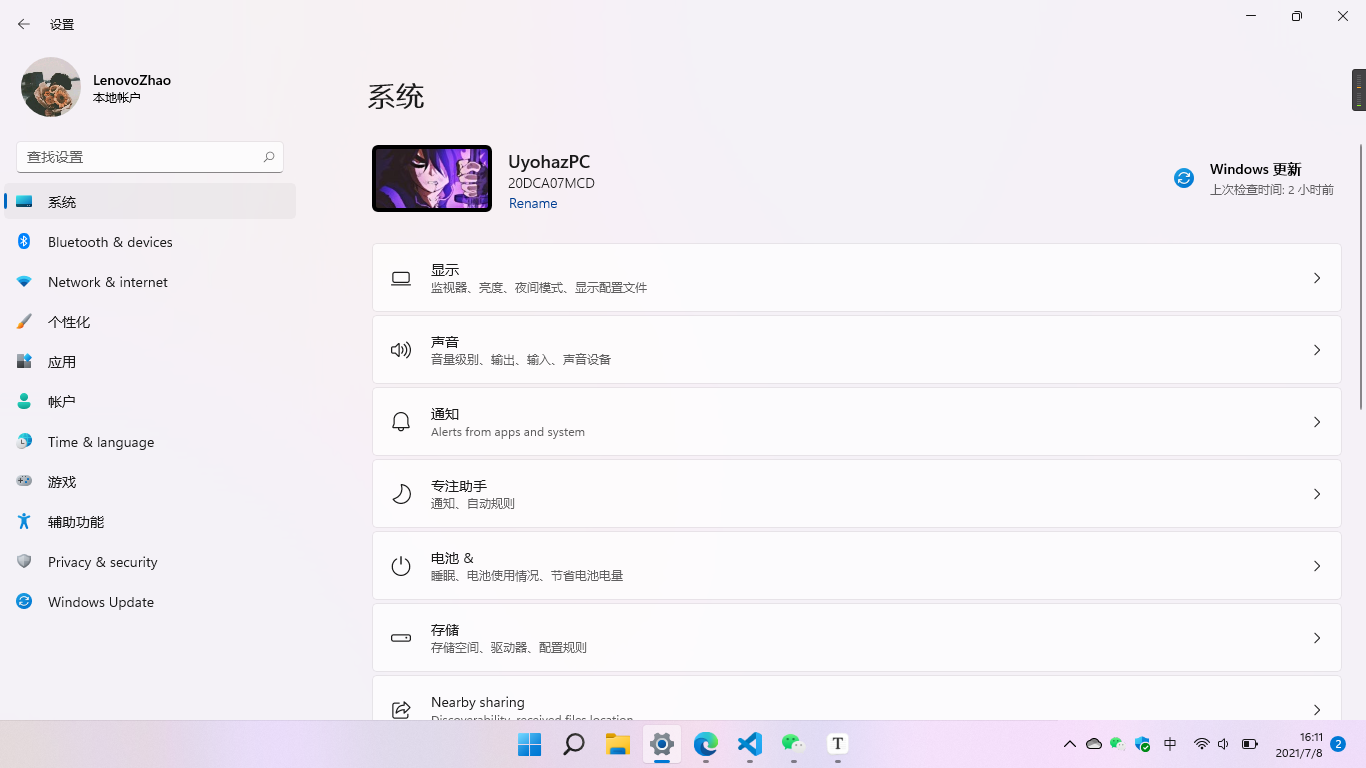 设置
LenovoZhao
本地帐户
查找设置
系统
Bluetooth & devices
Network & internet
个性化
应用
帐户
Time & language
游戏
辅助功能
Privacy & security
Windows Update
系统
UyohazPC
20DCA07MCD
Rename
Windows 更新
上次检查时间: 2 小时前
显示
监视器、亮度、夜间模式、显示配置文件
声音
音量级别、输出、输入、声音设备
通知
Alerts from apps and system
专注助手
通知、自动规则
电池 &
睡眠、电池使用情况、节省电池电量
存储
存储空间、驱动器、配置规则
Nearby sharing
Discoverability, received files location
T
中
16:11
2021/7/8
2